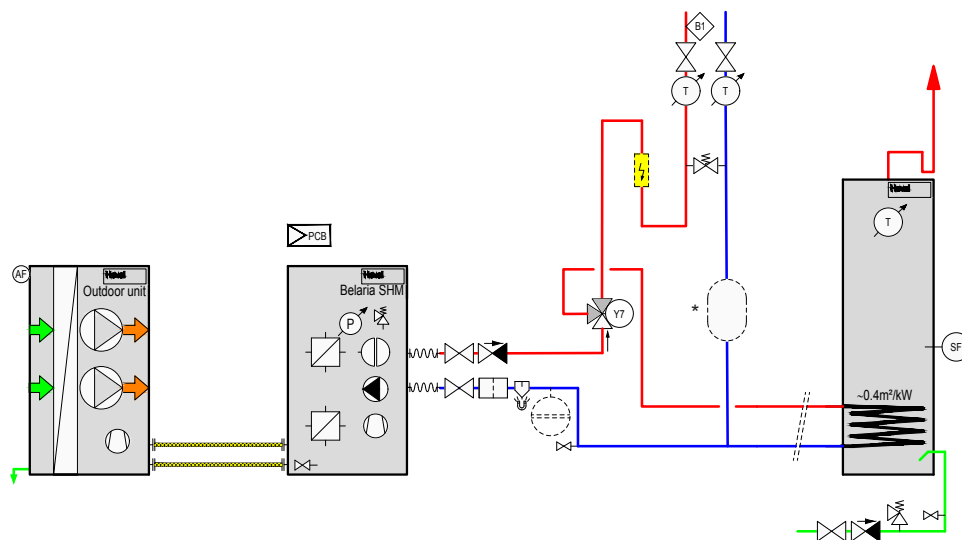 B1
T
T
T
PCB
AF
Outdoor unit
Belaria SHM
P
Y7
*
SF
~0.4m²/kW